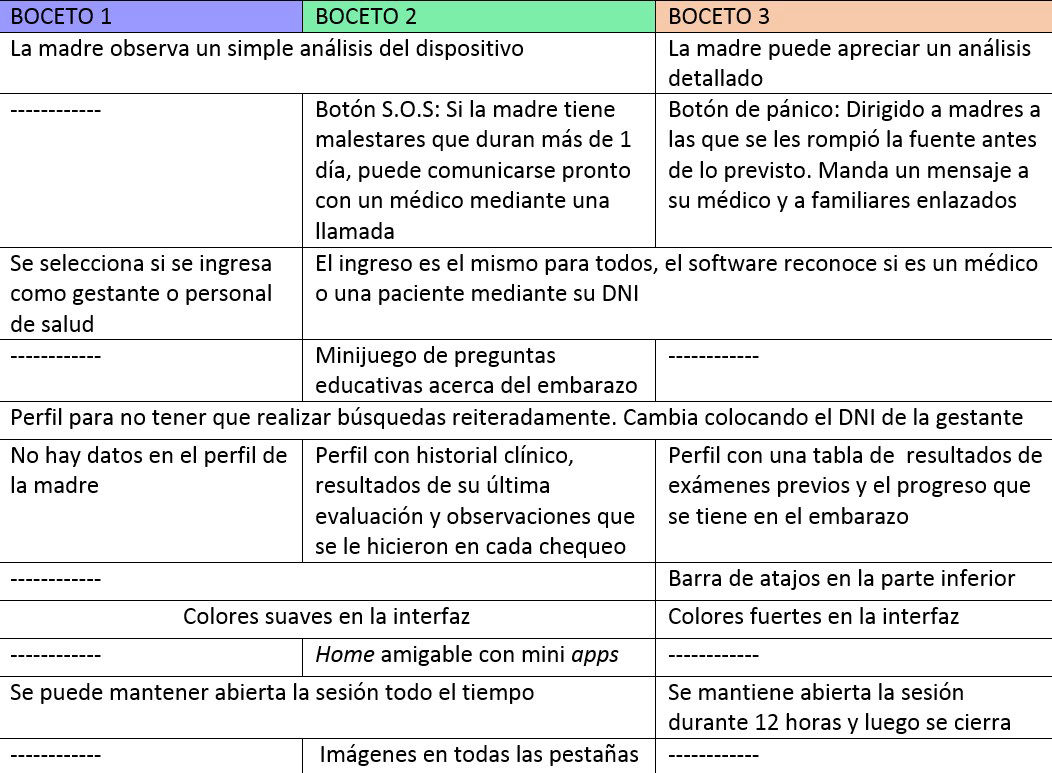 BOCETO 1 BOCETO 2 BOCETO 3
La madre observa un simple análisis del dispositivo
La madre puede apreciar un análisis
detallado
------------
Botón S.O.S: Si la madre tiene
malestares que duran más de 1
día, puede comunicarse pronto
con un médico mediante una
llamada
Botón de pánico: Dirigido a madres a
las que se les rompió la fuente antes
de lo previsto. Manda un mensaje a
su médico y a familiares enlazados
Se selecciona si se ingresa
como gestante o personal
de salud
El ingreso es el mismo para todos, el software reconoce si es un médico
o una paciente mediante su DNI
------------
Minijuego de preguntas
educativas acerca del embarazo
------------
Perfil para no tener que realizar búsquedas reiteradamente. Cambia colocando el DNI de la gestante
No hay datos en el perfil de
la madre
Perfil con historial clínico,
resultados de su última
evaluación y observaciones que
se le hicieron en cada chequeo
Perfil con una tabla de resultados de
exámenes previos y el progreso que
se tiene en el embarazo
------------
Barra de atajos en la parte inferior
Colores suaves en la interfaz
Colores fuertes en la interfaz
------------
Home amigable con mini apps
------------
Se puede mantener abierta la sesión todo el tiempo
Se mantiene abierta la sesión
durante 12 horas y luego se cierra
------------
Imágenes en todas las pestañas
------------